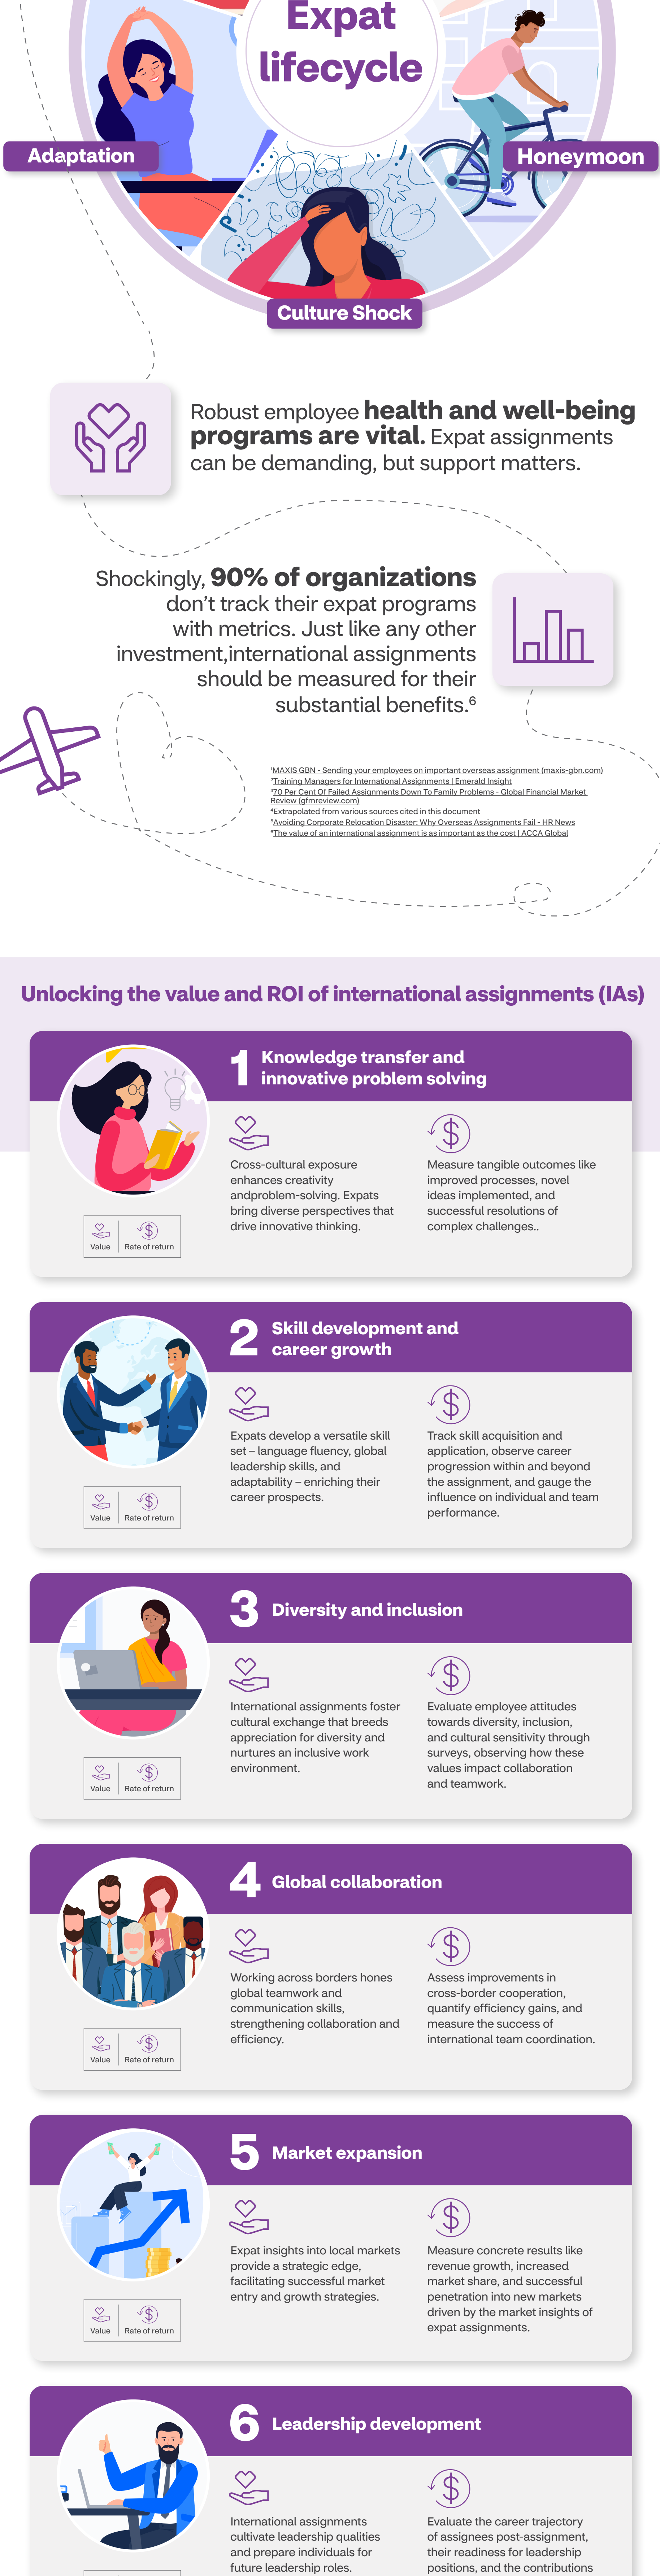 Expat
lifecycle
Adaptation
Honeymoon
Culture Shock
Robust employee health and well-being
programs are vital. Expat assignments
can be demanding, but support matters.
Shockingly, 90% of organizations
don't track their expat programs
with metrics. Just like any other
investment,international assignments
should be measured for their
substantial benefits.⁶
¹MAXIS GBN - Sending your employees on important overseas assignment (maxis-gbn.com)
²Training Managers for International Assignments | Emerald Insight
³70 Per Cent Of Failed Assignments Down To Family Problems - Global Financial Market
Review (gfmreview.com)
⁴Extrapolated from various sources cited in this document
⁵Avoiding Corporate Relocation Disaster: Why Overseas Assignments Fail - HR News
⁶The value of an international assignment is as important as the cost | ACCA Global
Unlocking the value and ROI of international assignments (IAs)
1 Knowledge transfer and
innovative problem solving
Cross-cultural exposure
enhances creativity
andproblem-solving. Expats
bring diverse perspectives that
drive innovative thinking.
Measure tangible outcomes like
improved processes, novel
ideas implemented, and
successful resolutions of
complex challenges..
Value Rate of return
2 Skill development and
career growth
Expats develop a versatile skill
set – language fluency, global
leadership skills, and
adaptability – enriching their
career prospects.
Track skill acquisition and
application, observe career
progression within and beyond
the assignment, and gauge the
influence on individual and team
performance.
Value Rate of return
3 Diversity and inclusion
International assignments foster
cultural exchange that breeds
appreciation for diversity and
nurtures an inclusive work
environment.
Evaluate employee attitudes
towards diversity, inclusion,
and cultural sensitivity through
surveys, observing how these
values impact collaboration
and teamwork.
Value Rate of return
4 Global collaboration
Working across borders hones
global teamwork and
communication skills,
strengthening collaboration and
efficiency.
Assess improvements in
cross-border cooperation,
quantify efficiency gains, and
measure the success of
international team coordination.
Value Rate of return
5 Market expansion
Expat insights into local markets
provide a strategic edge,
facilitating successful market
entry and growth strategies.
Measure concrete results like
revenue growth, increased
market share, and successful
penetration into new markets
driven by the market insights of
expat assignments.
Value Rate of return
6 Leadership development
International assignments
cultivate leadership qualities
and prepare individuals for
future leadership roles.
Evaluate the career trajectory
of assignees post-assignment,
their readiness for leadership
positions, and the contributions